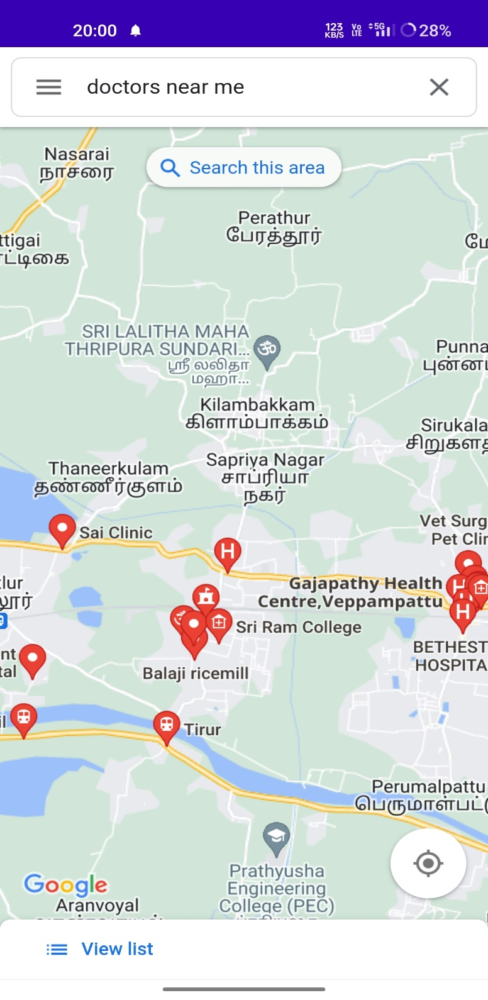 20:00
123
KB/S
Vo
LTE
5G
28%
doctors near me
Nasarai
நாசரை
Search this area
Perathur
பேரத்தூர்
ttigai
ட்டிகை
மே
SRI LALITHA MAHA
THRIPURA SUNDARI...
ஸ்ரீ லலிதா
மஹா...
Punna
புன்ன
Kilambakkam
கிளாம்பாக்கம்
Sirukala
சிறுகள
Sapriya Nagar
சாப்ரியா
நகர்
Thaneerkulam
தண்ணீர்குளம்
Vet Surg
Pet Clin
Sai Clinic
H
lur
லூர்
Gajapathy Health
Centre,Veppampattu
H
H
Sri Ram College
nt
tal
BETHEST
HOSPITA
Balaji ricemill
il
Tirur
Perumalpattu
பெருமாள்பட்
Prathyusha
Engineering
College (PEC)
Google
Aranvoyal
View list